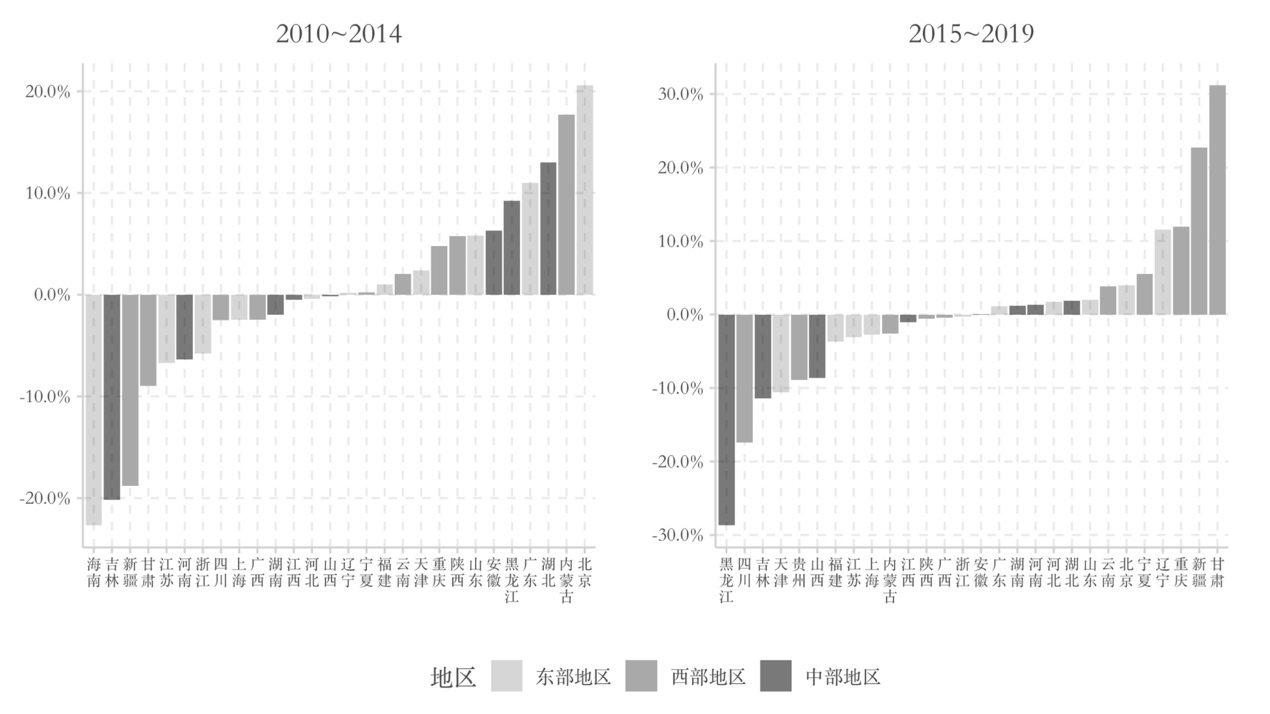 2010~2014
20.0%
10.0%
0.0%
-10.0%
-20.0%
海南
吉林
新疆
甘肃
江苏
河南
浙江
四川
上海
广西
湖南
江西
河北
山西
辽宁
宁夏
福建
云南
天津
重庆
陕西
山东
安徽
黑龙江
广东
湖北
内蒙古
北京
2015~2019
30.0%
20.0%
10.0%
0.0%
-10.0%
-20.0%
-30.0%
黑龙江
四川
吉林
天津
贵州
山西
福建
江苏
上海
内蒙古
江西
陕西
广西
浙江
安徽
广东
湖南
河南
河北
湖北
山东
云南
北京
宁夏
辽宁
重庆
新疆
甘肃
地区
东部地区
西部地区
中部地区